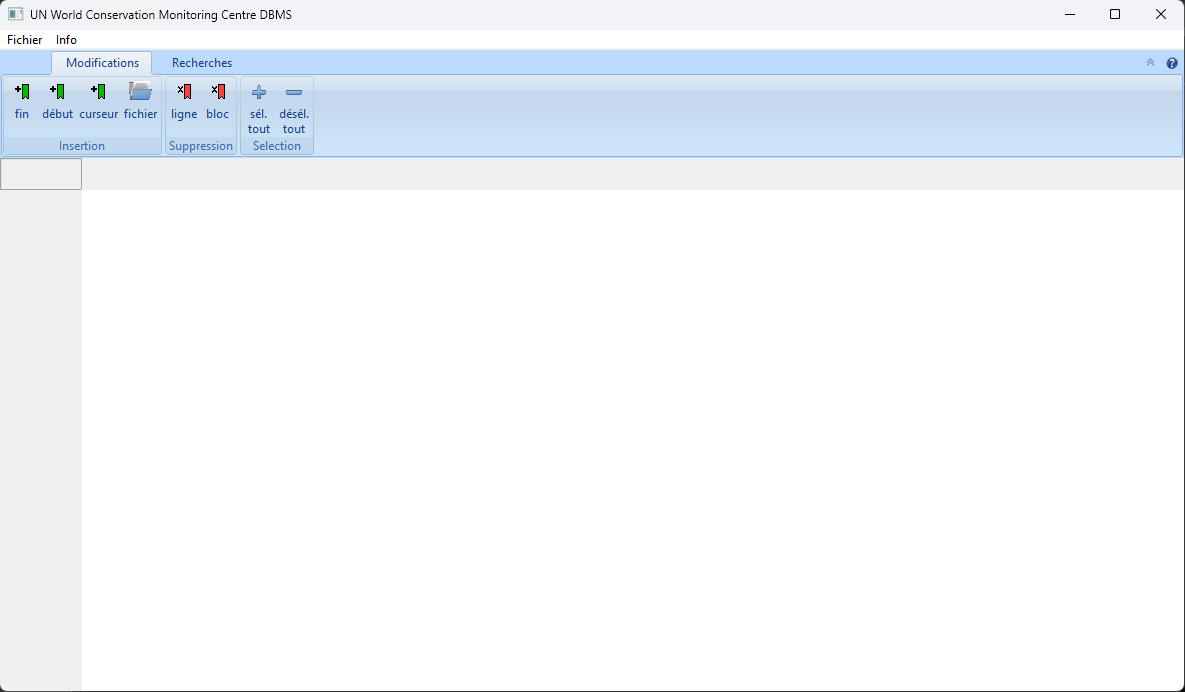 UN World Conservation Monitoring Centre DBMS
Fichier Info
Modifications Recherches
fin début curseur fichier ligne bloc sél. tout désél. tout
Insertion Suppression Selection